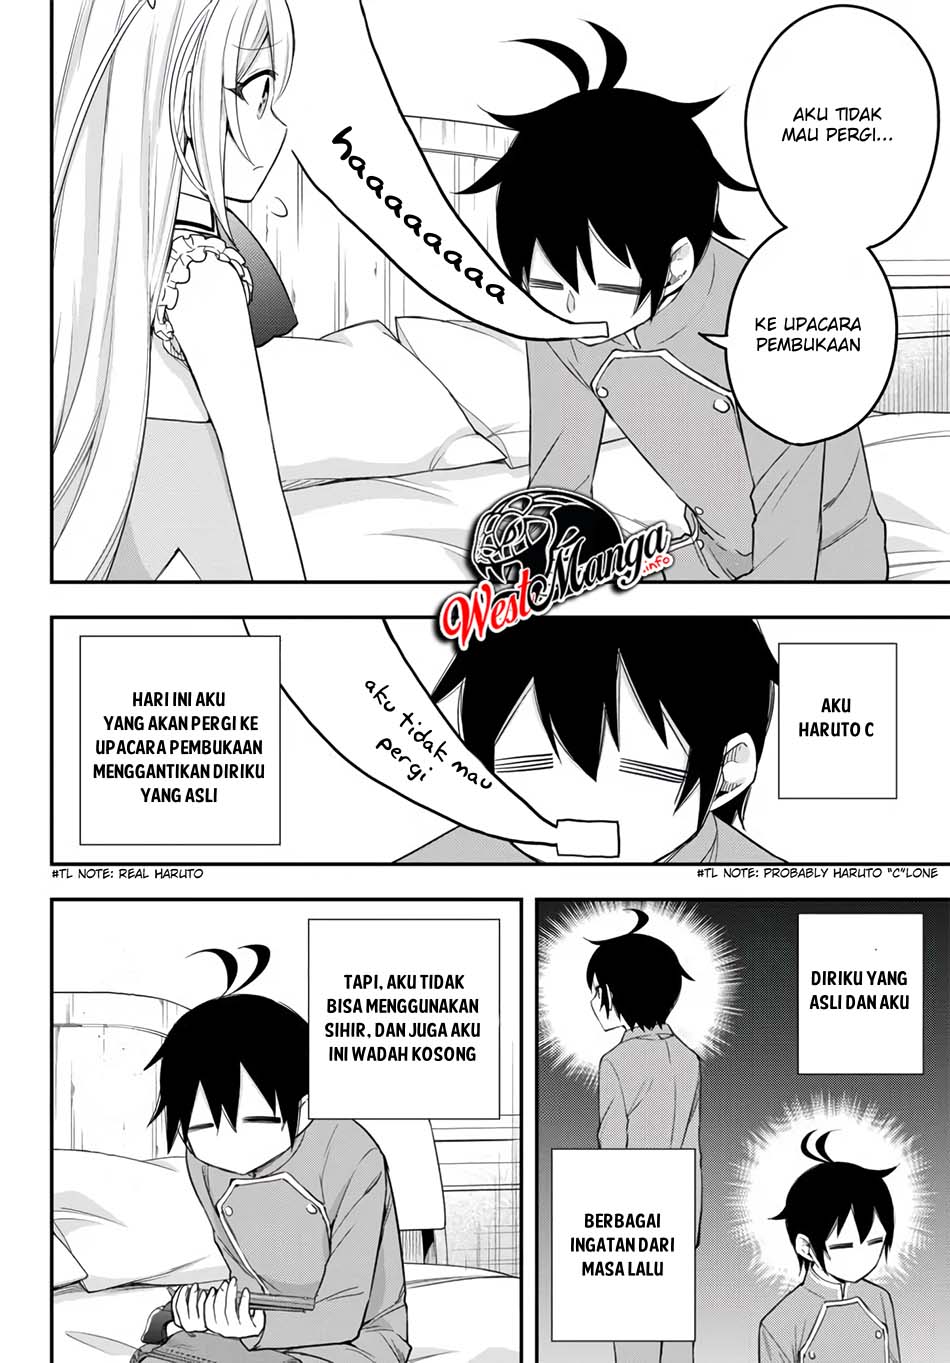 AKU TIDAK
MAU PERGI...
KE UPACARA
PEMBUKAAN
haaaaaaaaa
WestManga
.info
AKU
HARUTO C
aku tidak mau
pergi
HARI INI AKU
YANG AKAN PERGI KE
UPACARA PEMBUKAAN
MENGGANTIKAN DIRIKU
YANG ASLI
#TL NOTE: PROBABLY HARUTO "C"LONE
#TL NOTE: REAL HARUTO
DIRIKU YANG
ASLI DAN AKU
BERBAGAI
INGATAN DARI
MASA LALU
TAPI, AKU TIDAK
BISA MENGGUNAKAN
SIHIR, DAN JUGA AKU
INI WADAH KOSONG